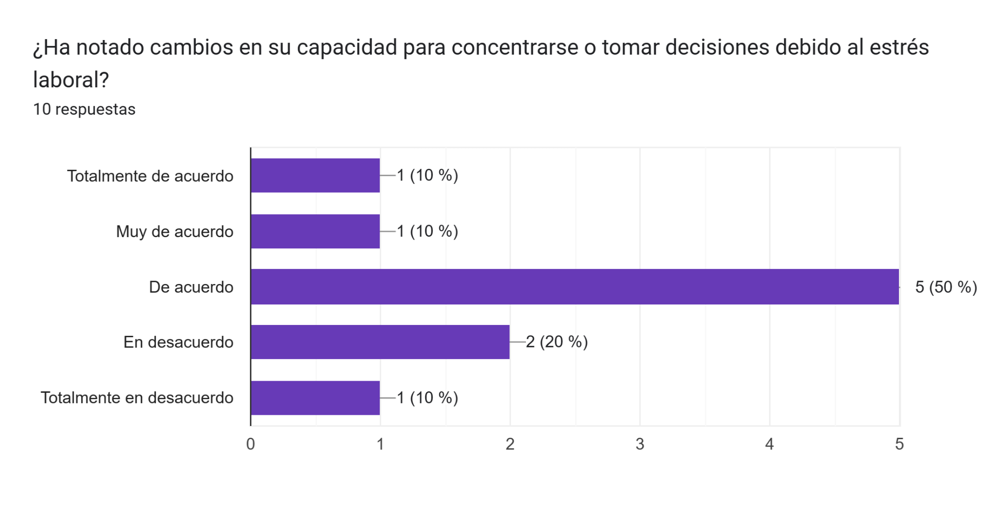 ¿Ha notado cambios en su capacidad para concentrarse o tomar decisiones debido al estrés
laboral?
10 respuestas
Totalmente de acuerdo
1 (10 %)
Muy de acuerdo
1 (10 %)
De acuerdo
5 (50 %)
En desacuerdo
2 (20 %)
Totalmente en desacuerdo
1 (10 %)
0 1 2 3 4 5